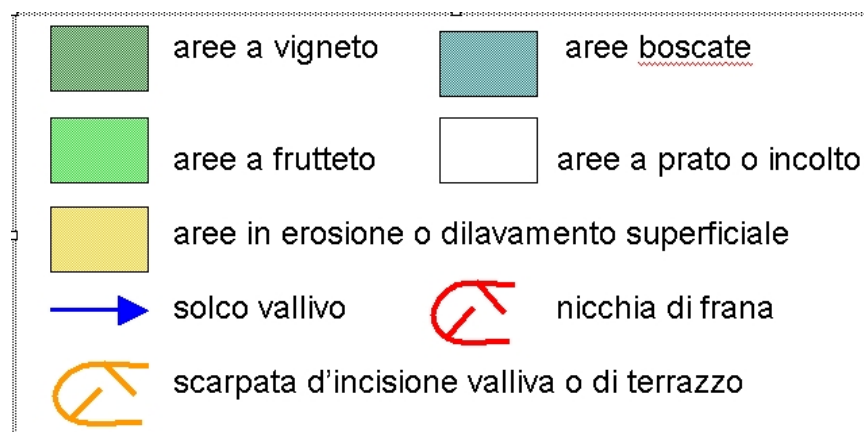 aree a vigneto
aree boscate
aree a frutteto
aree a prato o incolto
aree in erosione o dilavamento superficiale
solco vallivo
nicchia di frana
scarpata d'incisione valliva o di terrazzo